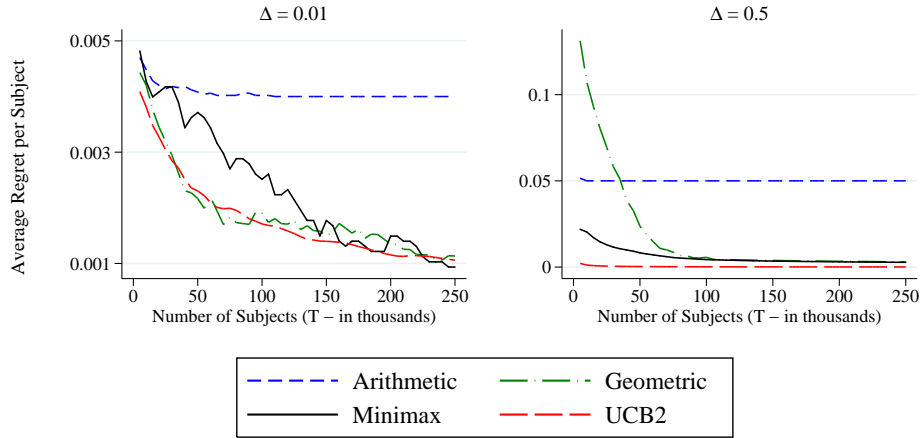 Δ = 0.01
Δ = 0.5
Average Regret per Subject
0.005
0.003
0.001
0
50
100
150
200
250
Number of Subjects (T − in thousands)
0.1
0.05
0
0
50
100
150
200
250
Number of Subjects (T − in thousands)
Arithmetic
Geometric
Minimax
UCB2